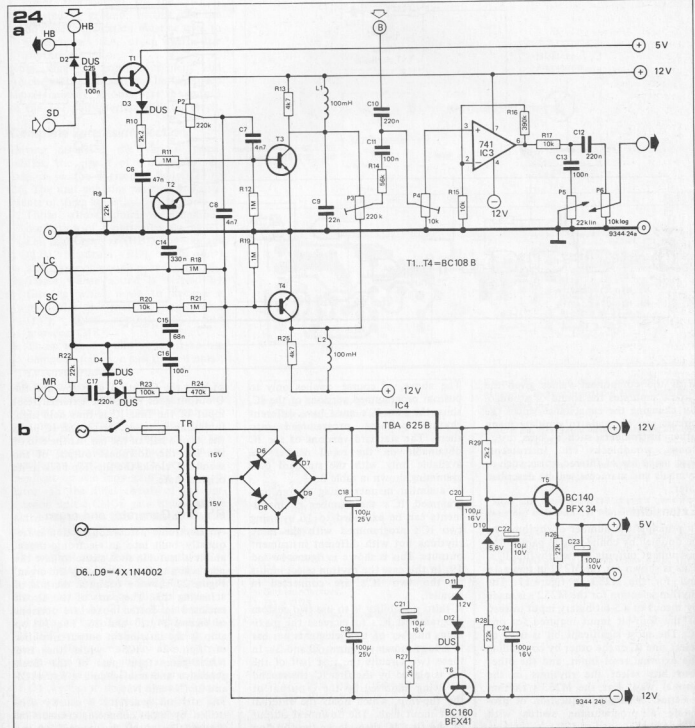 24
a
HB
HB
D2
DUS
C25
100n
SD
T1
D3
DUS
R10
2k2
C6
47n
R9
22k
R11
1M
T2
P2
220k
C7
4n7
C8
4n7
R12
1M
R19
1M
R13
4k7
T3
L1
100mH
C9
22n
B
C10
220n
C11
100n
R14
56k
P3
220k
P4
10k
3
2
7
4
6
741
IC3
R15
10k
12V
R16
390k
R17
10k
C12
220n
C13
100n
P5
22k lin
P6
10k log
9344 24a
5V
12V
0
0
T1...T4=BC108 B
C14
330n
LC
R18
1M
SC
R20
10k
R21
1M
C15
68n
C16
100n
R22
22k
D4
DUS
MR
C17
220n
D5
DUS
R23
100k
R24
470k
T4
R25
4k7
L2
100mH
12V
b
S
TR
15V
15V
D6
D7
D8
D9
D6...D9=4X1N4002
IC4
TBA 625B
C18
100µ
25V
C19
100µ
25V
C20
100µ
16V
C21
10µ
16V
R27
2k2
D11
12V
D12
DUS
T6
BC160
BFX41
R29
2k2
D10
5,6V
C22
10µ
10V
R28
22k
C24
100µ
16V
T5
BC140
BFX 34
R26
22k
C23
100µ
10V
12V
5V
0
12V
9344 24b